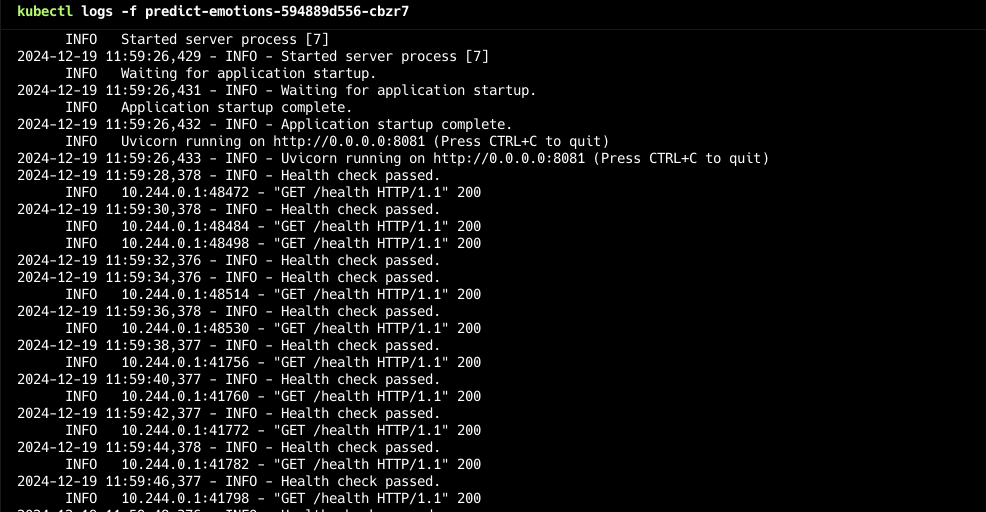 kubectl logs -f predict-emotions-594889d556-cbzr7
INFO Started server process [7]
2024-12-19 11:59:26,429 - INFO - Started server process [7]
INFO Waiting for application startup.
2024-12-19 11:59:26,431 - INFO - Waiting for application startup.
INFO Application startup complete.
2024-12-19 11:59:26,432 - INFO - Application startup complete.
INFO Uvicorn running on http://0.0.0.0:8081 (Press CTRL+C to quit)
2024-12-19 11:59:26,433 - INFO - Uvicorn running on http://0.0.0.0:8081 (Press CTRL+C to quit)
2024-12-19 11:59:28,378 - INFO - Health check passed.
INFO 10.244.0.1:48472 - "GET /health HTTP/1.1" 200
2024-12-19 11:59:30,378 - INFO - Health check passed.
INFO 10.244.0.1:48484 - "GET /health HTTP/1.1" 200
INFO 10.244.0.1:48498 - "GET /health HTTP/1.1" 200
2024-12-19 11:59:32,376 - INFO - Health check passed.
2024-12-19 11:59:34,376 - INFO - Health check passed.
INFO 10.244.0.1:48514 - "GET /health HTTP/1.1" 200
2024-12-19 11:59:36,378 - INFO - Health check passed.
INFO 10.244.0.1:48530 - "GET /health HTTP/1.1" 200
2024-12-19 11:59:38,377 - INFO - Health check passed.
INFO 10.244.0.1:41756 - "GET /health HTTP/1.1" 200
2024-12-19 11:59:40,377 - INFO - Health check passed.
INFO 10.244.0.1:41760 - "GET /health HTTP/1.1" 200
2024-12-19 11:59:42,377 - INFO - Health check passed.
INFO 10.244.0.1:41772 - "GET /health HTTP/1.1" 200
2024-12-19 11:59:44,378 - INFO - Health check passed.
INFO 10.244.0.1:41782 - "GET /health HTTP/1.1" 200
2024-12-19 11:59:46,377 - INFO - Health check passed.
INFO 10.244.0.1:41798 - "GET /health HTTP/1.1" 200